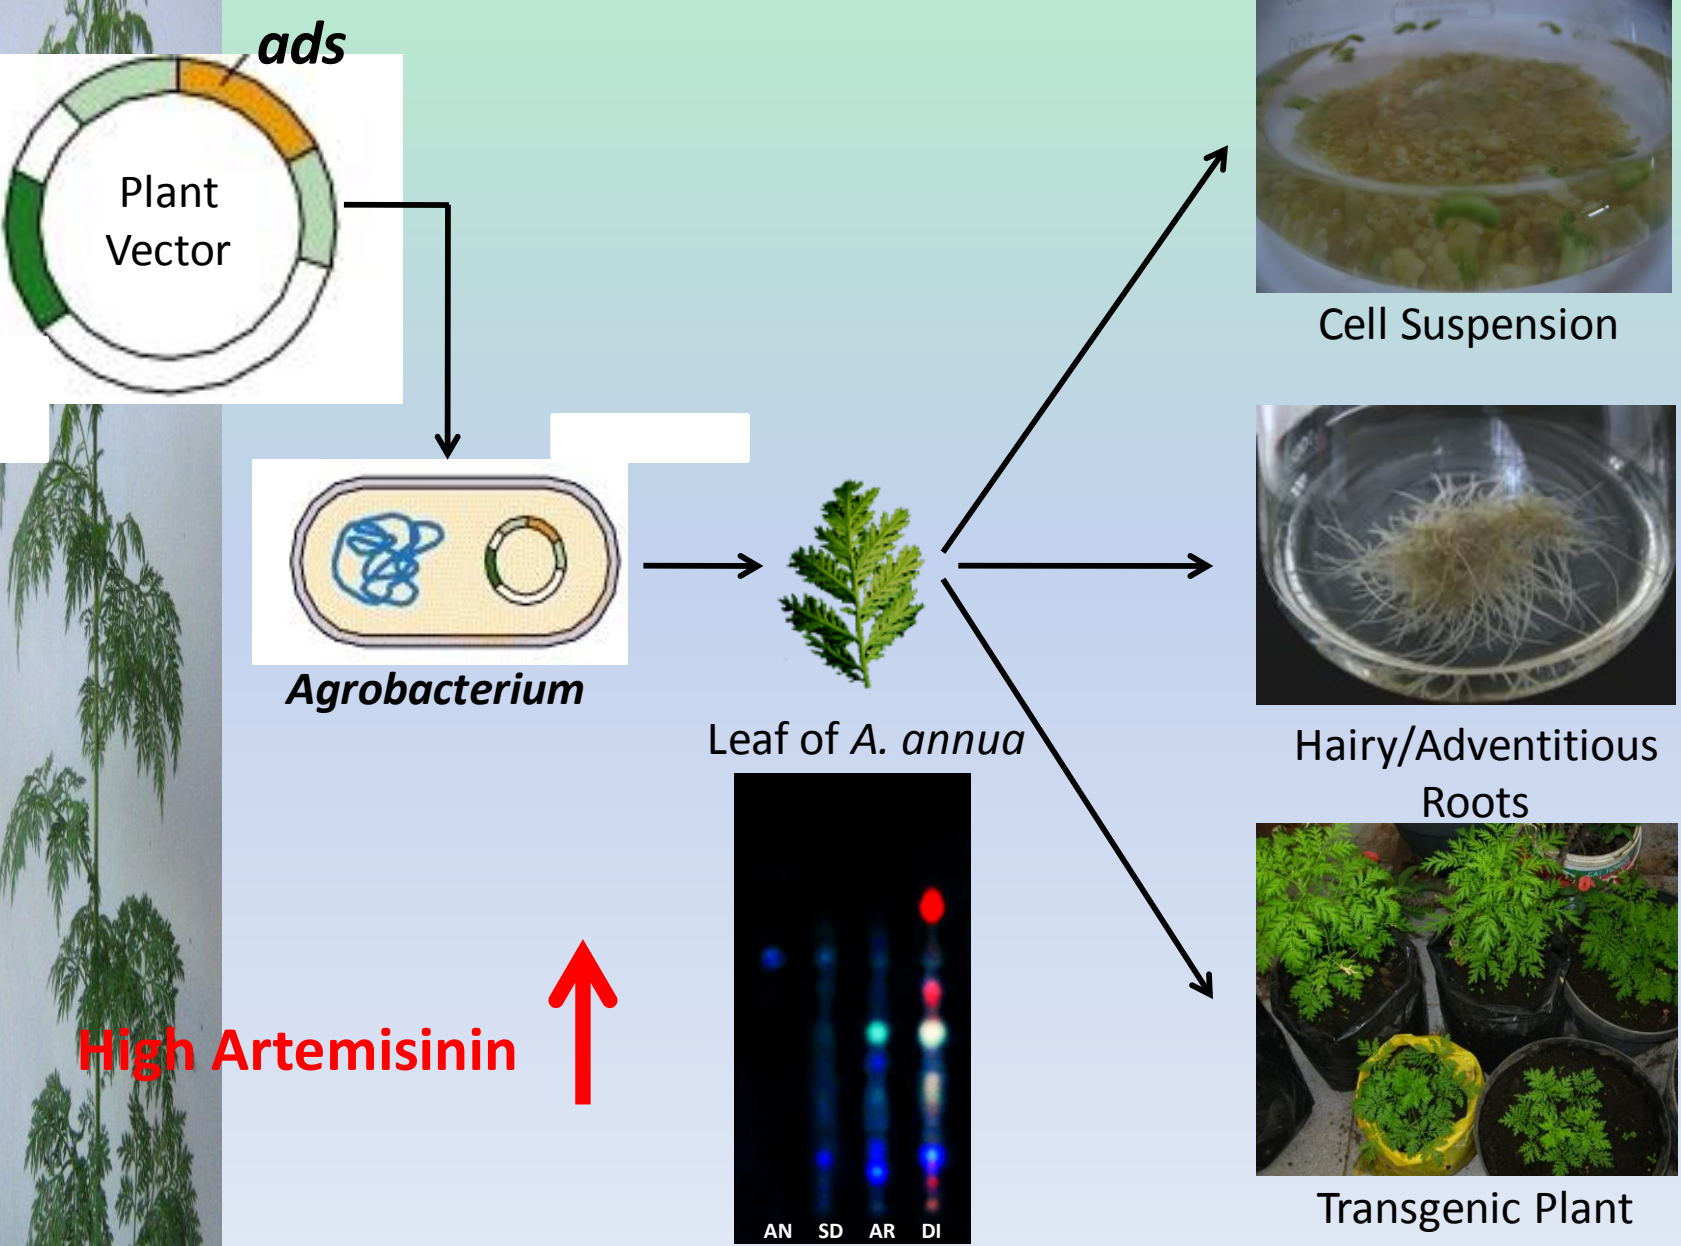 ads
Plant
Vector
Cell Suspension
Agrobacterium
Leaf of A. annua
Hairy/Adventitious
Roots
High Artemisinin
AN SD AR DI
Transgenic Plant